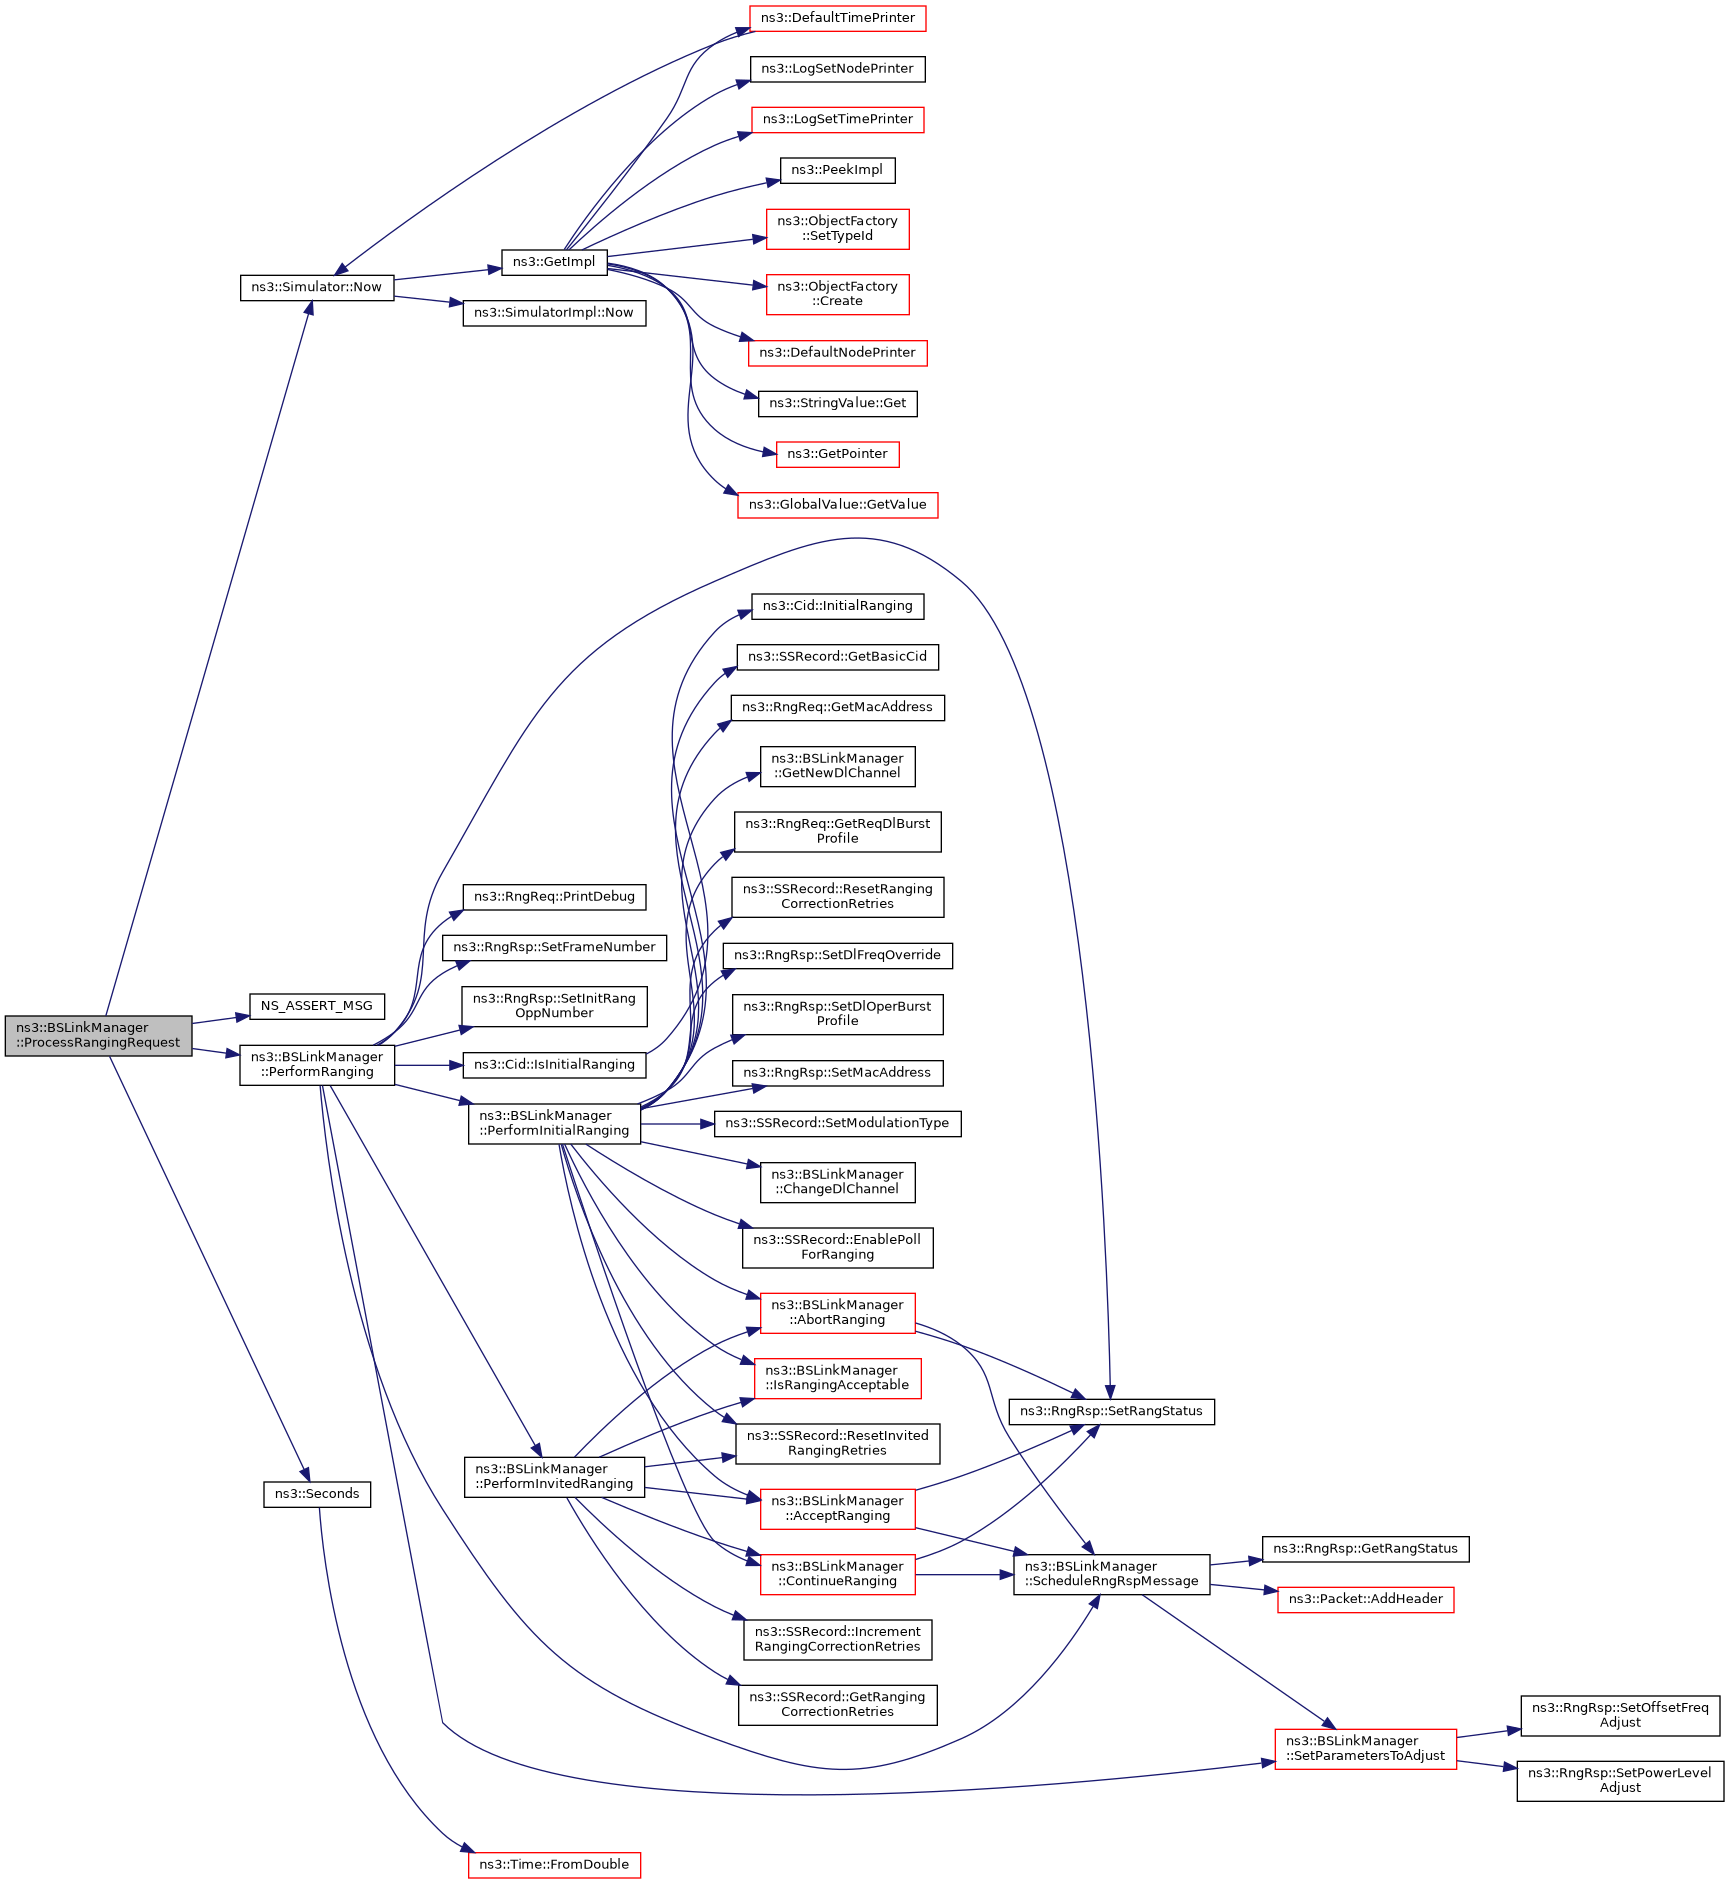 ns3::DefaultTimePrinter
ns3::LogSetNodePrinter
ns3::LogSetTimePrinter
ns3::PeekImpl
ns3::ObjectFactory
::SetTypeId
ns3::GetImpl
ns3::Simulator::Now
ns3::ObjectFactory
::Create
ns3::SimulatorImpl::Now
ns3::DefaultNodePrinter
ns3::StringValue::Get
ns3::GetPointer
ns3::GlobalValue::GetValue
ns3::Cid::InitialRanging
ns3::SSRecord::GetBasicCid
ns3::RngReq::GetMacAddress
ns3::BSLinkManager
::GetNewDlChannel
ns3::RngReq::GetReqDlBurst
Profile
ns3::RngReq::PrintDebug
ns3::SSRecord::ResetRanging
CorrectionRetries
ns3::RngRsp::SetFrameNumber
ns3::RngRsp::SetDlFreqOverride
NS_ASSERT_MSG
ns3::RngRsp::SetInitRang
OppNumber
ns3::RngRsp::SetDlOperBurst
Profile
ns3::BSLinkManager
::ProcessRangingRequest
ns3::BSLinkManager
::PerformRanging
ns3::Cid::IsInitialRanging
ns3::RngRsp::SetMacAddress
ns3::BSLinkManager
::PerformInitialRanging
ns3::SSRecord::SetModulationType
ns3::BSLinkManager
::ChangeDlChannel
ns3::SSRecord::EnablePoll
ForRanging
ns3::BSLinkManager
::AbortRanging
ns3::BSLinkManager
::IsRangingAcceptable
ns3::RngRsp::SetRangStatus
ns3::SSRecord::ResetInvited
RangingRetries
ns3::BSLinkManager
::PerformInvitedRanging
ns3::Seconds
ns3::BSLinkManager
::AcceptRanging
ns3::BSLinkManager
::ContinueRanging
ns3::BSLinkManager
::ScheduleRngRspMessage
ns3::RngRsp::GetRangStatus
ns3::Packet::AddHeader
ns3::SSRecord::Increment
RangingCorrectionRetries
ns3::SSRecord::GetRanging
CorrectionRetries
ns3::RngRsp::SetOffsetFreq
Adjust
ns3::BSLinkManager
::SetParametersToAdjust
ns3::RngRsp::SetPowerLevel
Adjust
ns3::Time::FromDouble